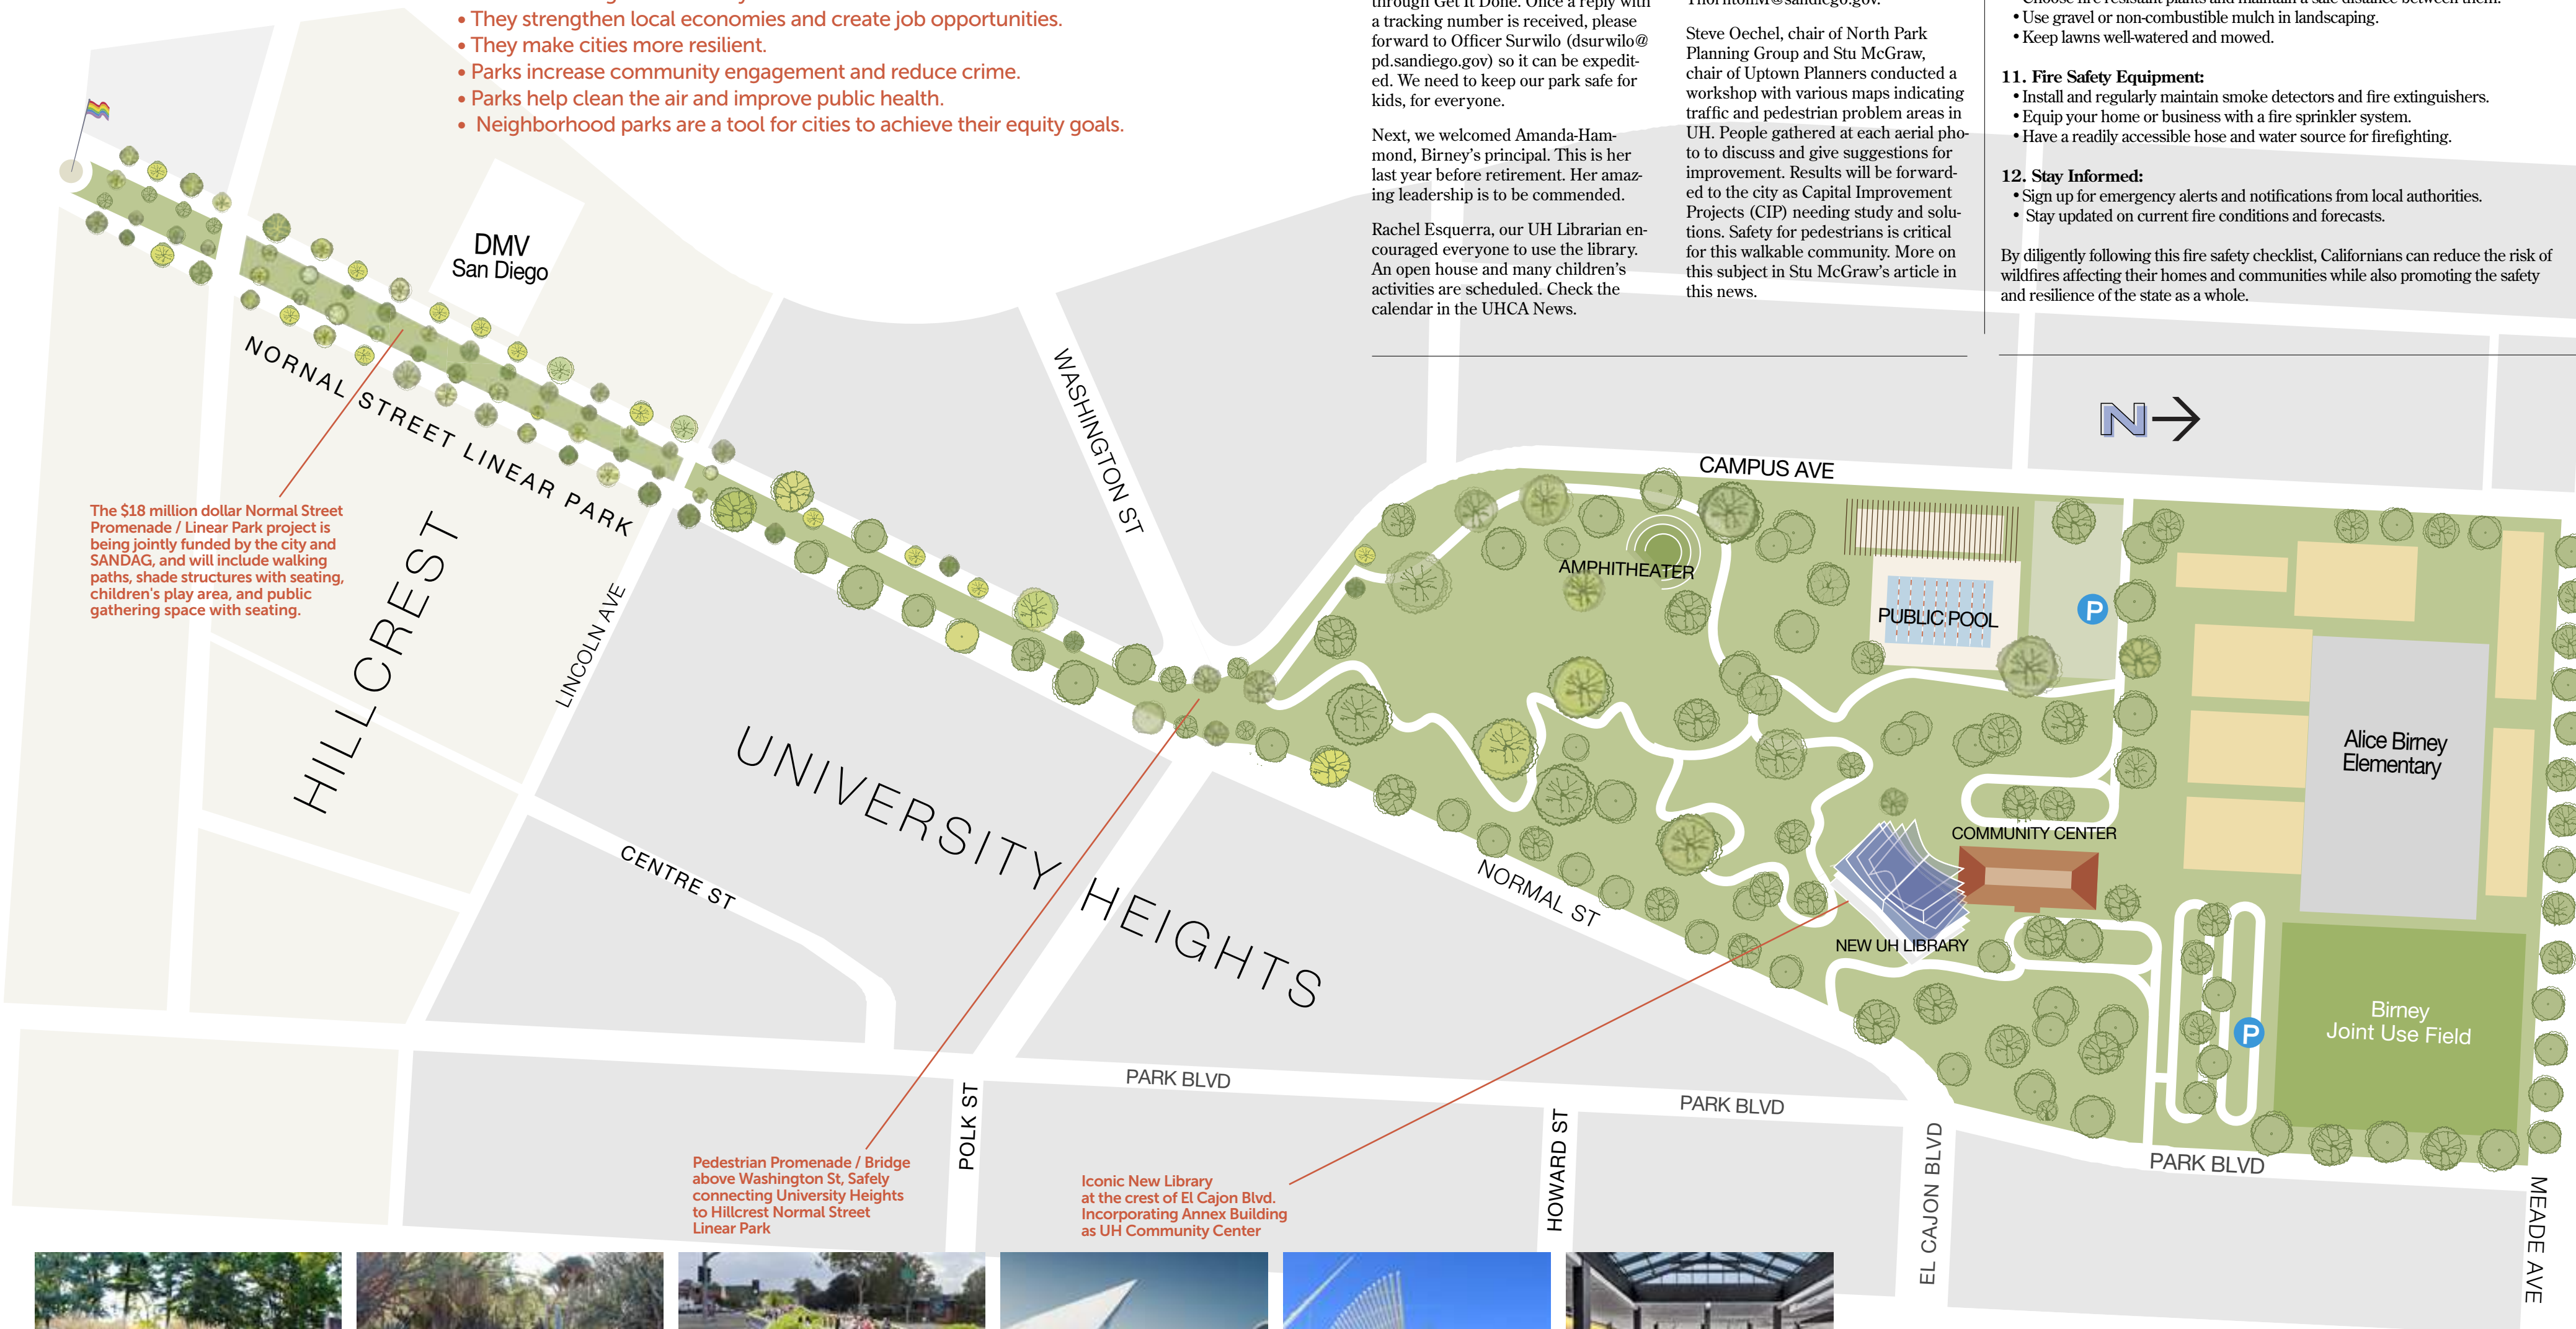 • They strengthen local economies and create job opportunities.
• They make cities more resilient.
• Parks increase community engagement and reduce crime.
• Parks help clean the air and improve public health.
• Neighborhood parks are a tool for cities to achieve their equity goals.
through Get It Done. Once a reply with
a tracking number is received, please
forward to Officer Surwilo (dsurwilo@
pd.sandiego.gov) so it can be expedit-
ed. We need to keep our park safe for
kids, for everyone.
Next, we welcomed Amanda-Ham-
mond, Birney's principal. This is her
last year before retirement. Her amaz-
ing leadership is to be commended.
Rachel Esquerra, our UH Librarian en-
couraged everyone to use the library.
An open house and many children's
activities are scheduled. Check the
calendar in the UHCA News.
ThorntonM@sandiego.gov.
Steve Oechel, chair of North Park
Planning Group and Stu McGraw,
chair of Uptown Planners conducted a
workshop with various maps indicating
traffic and pedestrian problem areas in
UH. People gathered at each aerial pho-
to to discuss and give suggestions for
improvement. Results will be forward-
ed to the city as Capital Improvement
Projects (CIP) needing study and solu-
tions. Safety for pedestrians is critical
for this walkable community. More on
this subject in Stu McGraw's article in
this news.
• Choose fire resistant plants and maintain a safe distance between them.
• Use gravel or non-combustible mulch in landscaping.
• Keep lawns well-watered and mowed.
11. Fire Safety Equipment:
• Install and regularly maintain smoke detectors and fire extinguishers.
• Equip your home or business with a fire sprinkler system.
• Have a readily accessible hose and water source for firefighting.
12. Stay Informed:
• Sign up for emergency alerts and notifications from local authorities.
• Stay updated on current fire conditions and forecasts.
By diligently following this fire safety checklist, Californians can reduce the risk of
wildfires affecting their homes and communities while also promoting the safety
and resilience of the state as a whole.
DMV
San Diego
NORNAL STREET LINEAR PARK
The $18 million dollar Normal Street
Promenade / Linear Park project is
being jointly funded by the city and
SANDAG, and will include walking
paths, shade structures with seating,
children's play area, and public
gathering space with seating.
HILLCREST
LINCOLN AVE
WASHINGTON ST
N
CAMPUS AVE
AMPHITHEATER
PUBLIC POOL
P
UNIVERSITY HEIGHTS
CENTRE ST
NORMAL ST
COMMUNITY CENTER
NEW UH LIBRARY
Alice Birney
Elementary
Birney
Joint Use Field
P
PARK BLVD
PARK BLVD
PARK BLVD
POLK ST
HOWARD ST
EL CAJON BLVD
MEADE AVE
Pedestrian Promenade / Bridge
above Washington St, Safely
connecting University Heights
to Hillcrest Normal Street
Linear Park
Iconic New Library
at the crest of El Cajon Blvd.
Incorporating Annex Building
as UH Community Center